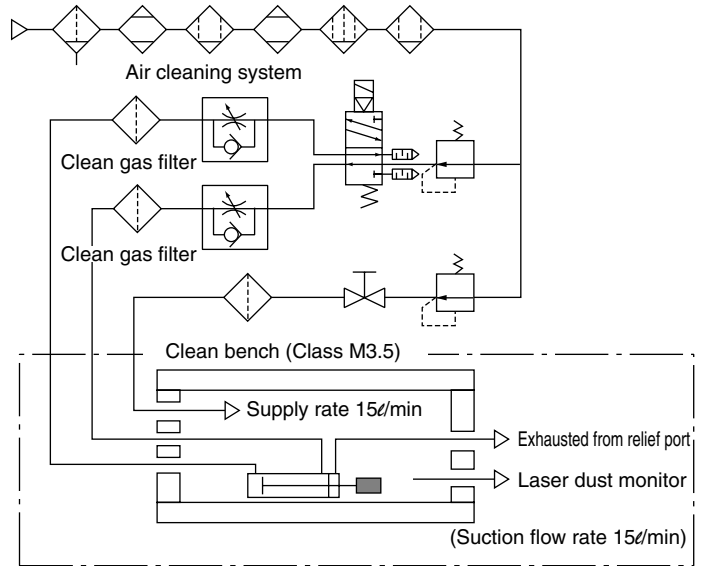 Air cleaning system
Clean gas filter
Clean gas filter
Clean bench (Class M3.5)
Supply rate 15ℓ/min
Exhausted from relief port
Laser dust monitor
(Suction flow rate 15ℓ/min)